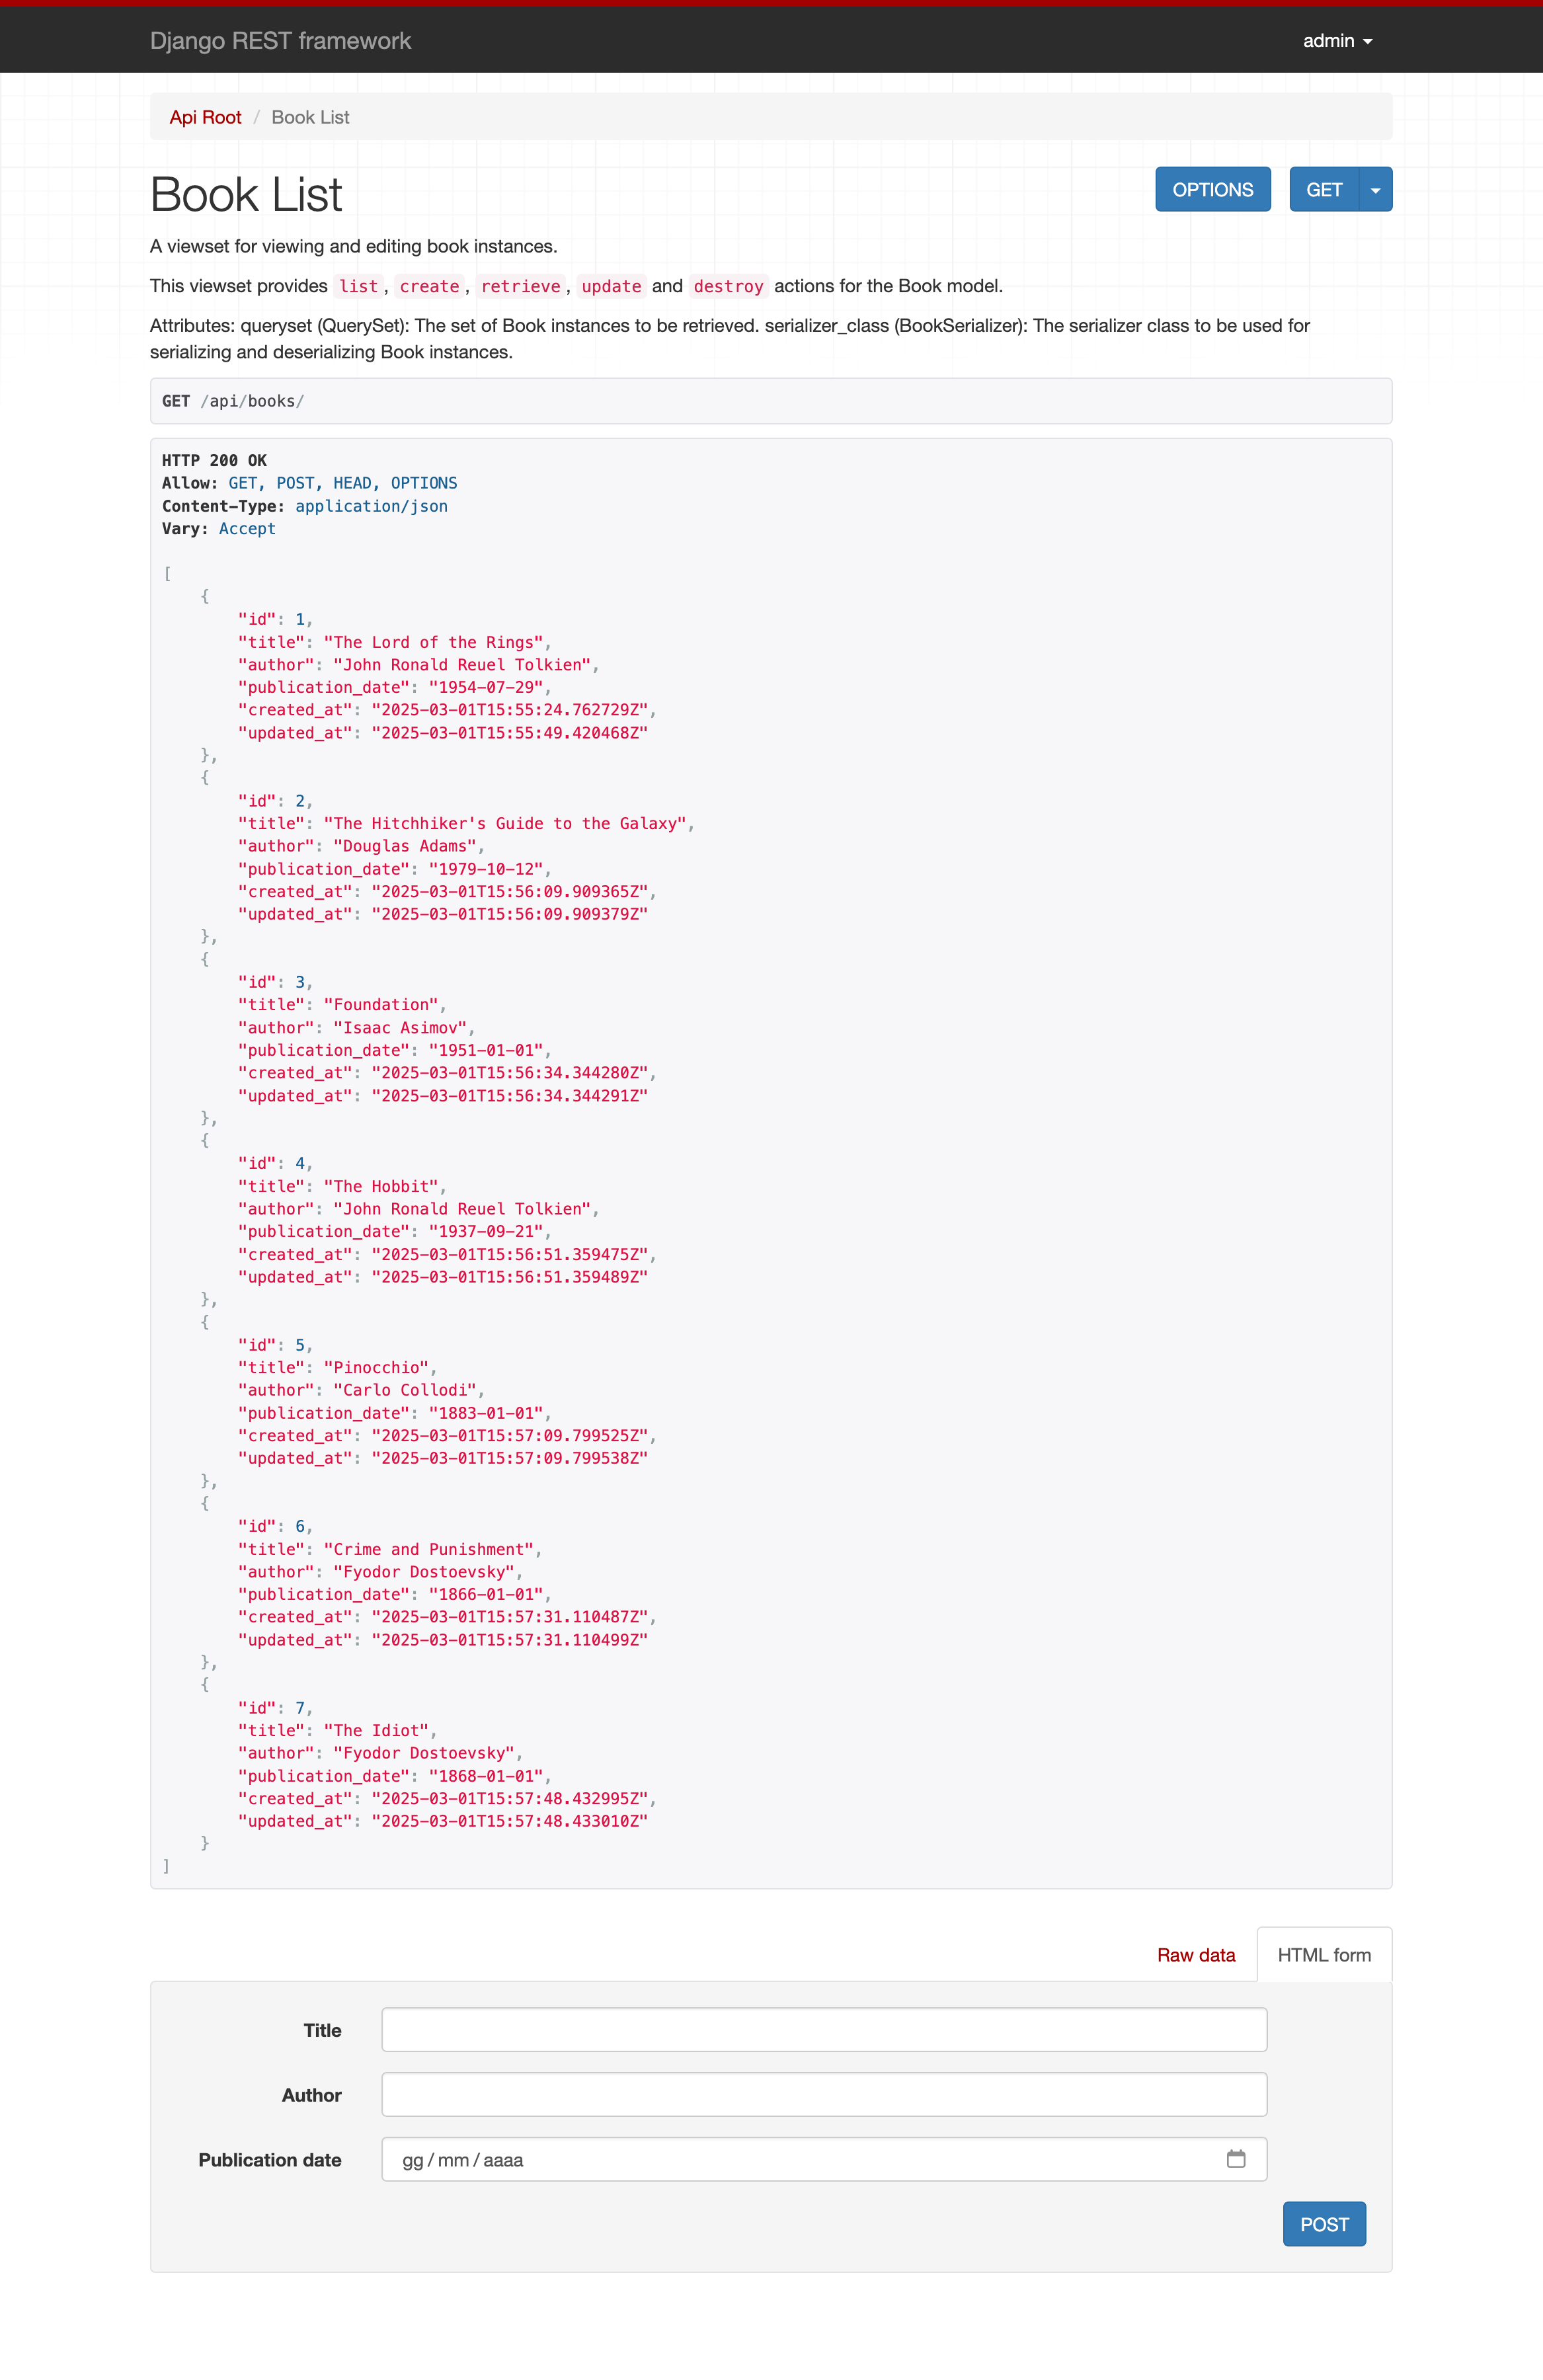 Django REST framework
admin
Api Root / Book List
Book List
OPTIONS
GET
A viewset for viewing and editing book instances.
This viewset provides list, create, retrieve, update and destroy actions for the Book model.
Attributes: queryset (QuerySet): The set of Book instances to be retrieved. serializer_class (BookSerializer): The serializer class to be used for
serializing and deserializing Book instances.
GET /api/books/
HTTP 200 OK
Allow: GET, POST, HEAD, OPTIONS
Content-Type: application/json
Vary: Accept
[
    {
        "id": 1,
        "title": "The Lord of the Rings",
        "author": "John Ronald Reuel Tolkien",
        "publication_date": "1954-07-29",
        "created_at": "2025-03-01T15:55:24.762729Z",
        "updated_at": "2025-03-01T15:55:49.420468Z"
    },
    {
        "id": 2,
        "title": "The Hitchhiker's Guide to the Galaxy",
        "author": "Douglas Adams",
        "publication_date": "1979-10-12",
        "created_at": "2025-03-01T15:56:09.909365Z",
        "updated_at": "2025-03-01T15:56:09.909379Z"
    },
    {
        "id": 3,
        "title": "Foundation",
        "author": "Isaac Asimov",
        "publication_date": "1951-01-01",
        "created_at": "2025-03-01T15:56:34.344280Z",
        "updated_at": "2025-03-01T15:56:34.344291Z"
    },
    {
        "id": 4,
        "title": "The Hobbit",
        "author": "John Ronald Reuel Tolkien",
        "publication_date": "1937-09-21",
        "created_at": "2025-03-01T15:56:51.359475Z",
        "updated_at": "2025-03-01T15:56:51.359489Z"
    },
    {
        "id": 5,
        "title": "Pinocchio",
        "author": "Carlo Collodi",
        "publication_date": "1883-01-01",
        "created_at": "2025-03-01T15:57:09.799525Z",
        "updated_at": "2025-03-01T15:57:09.799538Z"
    },
    {
        "id": 6,
        "title": "Crime and Punishment",
        "author": "Fyodor Dostoevsky",
        "publication_date": "1866-01-01",
        "created_at": "2025-03-01T15:57:31.110487Z",
        "updated_at": "2025-03-01T15:57:31.110499Z"
    },
    {
        "id": 7,
        "title": "The Idiot",
        "author": "Fyodor Dostoevsky",
        "publication_date": "1868-01-01",
        "created_at": "2025-03-01T15:57:48.432995Z",
        "updated_at": "2025-03-01T15:57:48.433010Z"
    }
]
Raw data
HTML form
Title
Author
Publication date
gg/mm/aaaa
POST